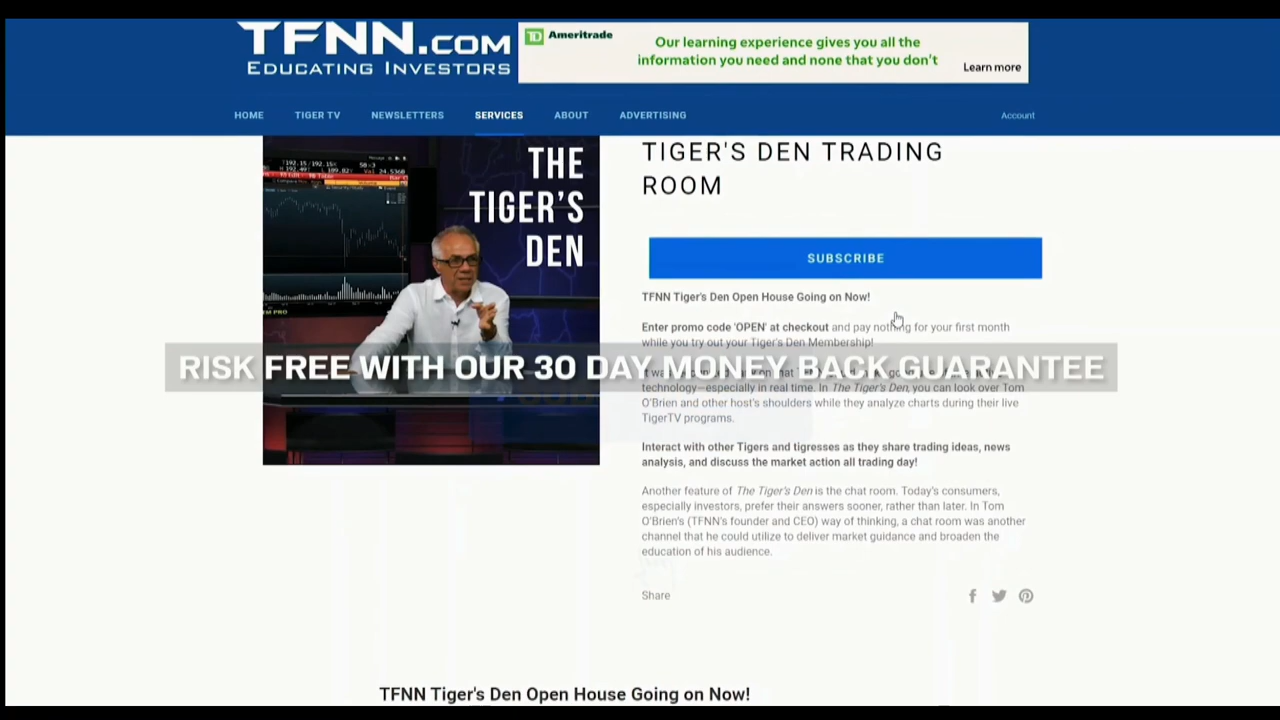 TFNN.COM
EDUCATING INVESTORS
TD Ameritrade
Our learning experience gives you all the
information you need and none that you don't
Learn more
HOME TIGER TV NEWSLETTERS SERVICES ABOUT ADVERTISING Account
THE
TIGER'S
DEN
TIGER'S DEN TRADING
ROOM
SUBSCRIBE
TFNN Tiger's Den Open House Going on Now!
Enter promo code 'OPEN' at checkout and pay nothing for your first month
while you try out your Tiger's Den Membership!
RISK FREE WITH OUR 30 DAY MONEY BACK GUARANTEE
technology—especially in real time. In The Tiger's Den, you can look over Tom
O'Brien and other host's shoulders while they analyze charts during their live
TigerTV programs.
Interact with other Tigers and tigresses as they share trading ideas, news
analysis, and discuss the market action all trading day!
Another feature of The Tiger's Den is the chat room. Today's consumers,
especially investors, prefer their answers sooner, rather than later. In Tom
O'Brien's (TFNN's founder and CEO) way of thinking, a chat room was another
channel that he could utilize to deliver market guidance and broaden the
education of his audience.
Share
TFNN Tiger's Den Open House Going on Now!